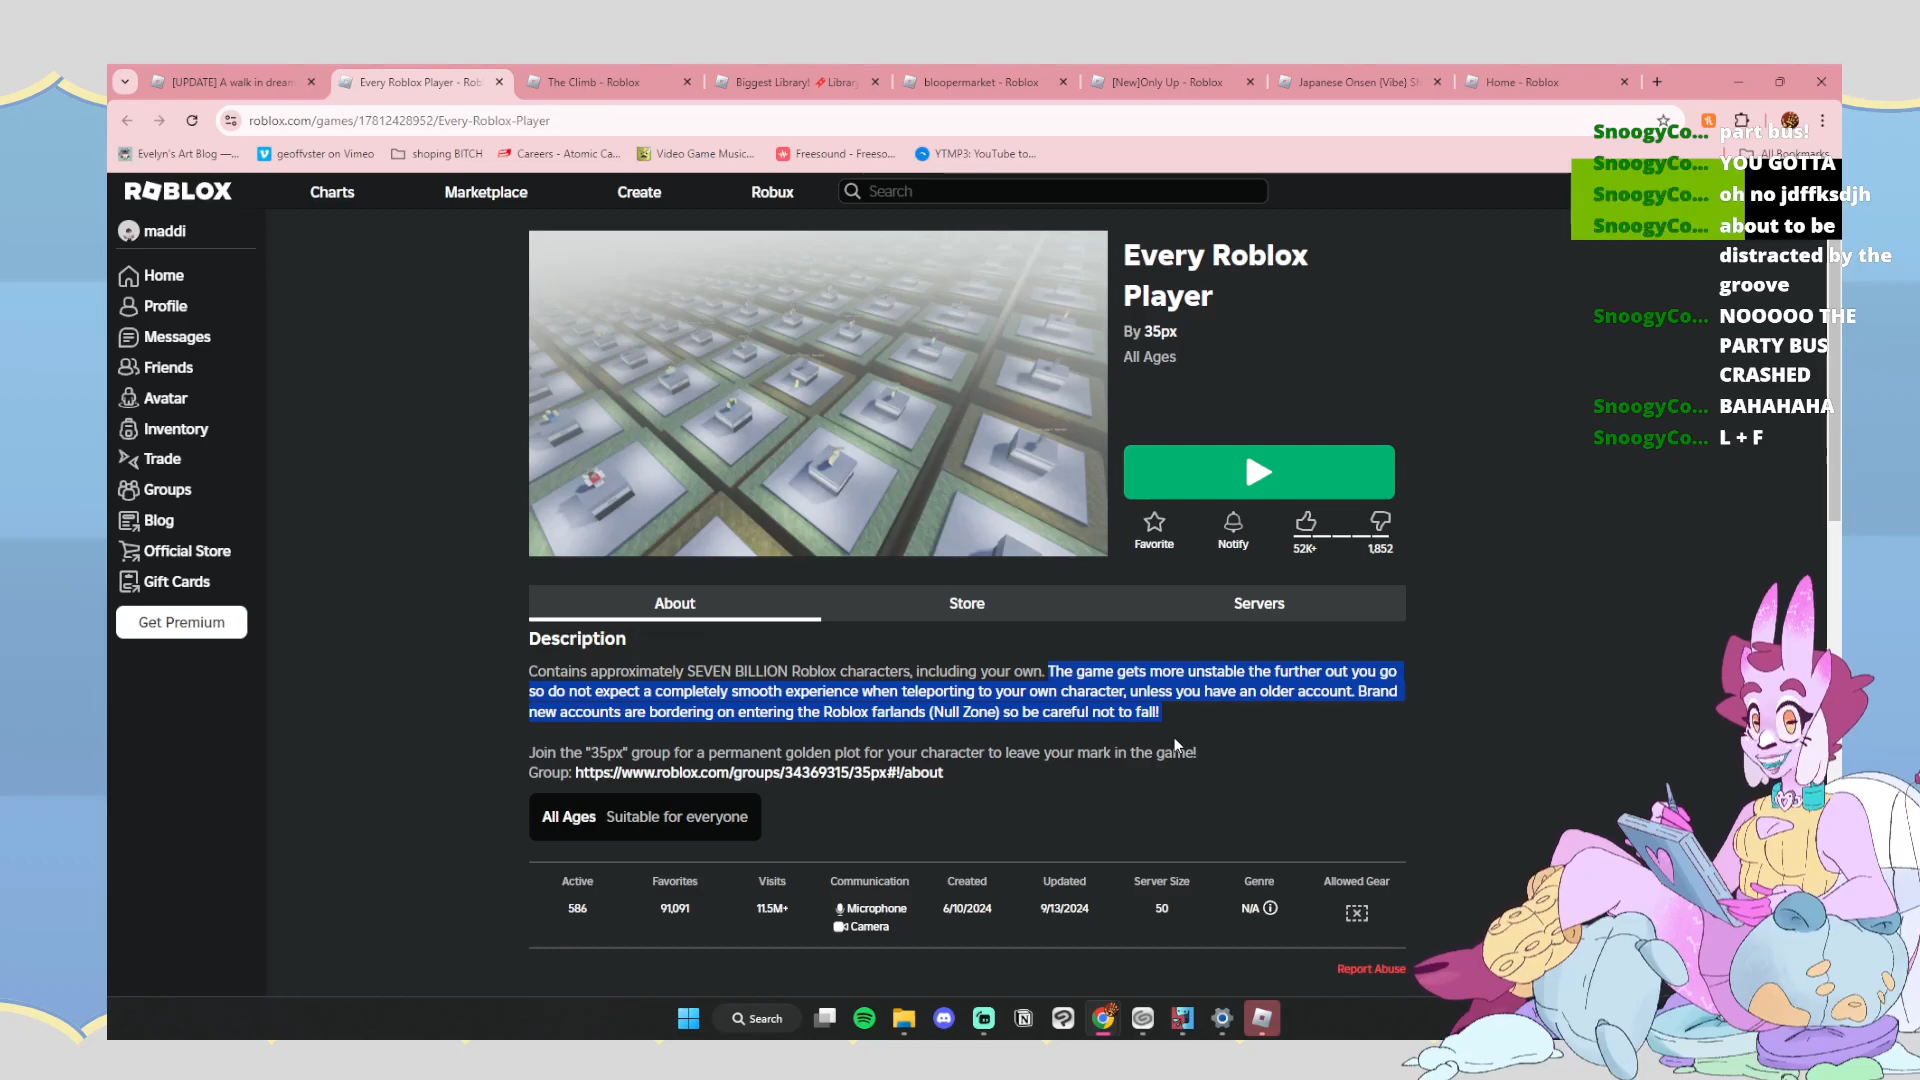 [UPDATE] A walk in dream
Every Roblox Player - Rob
The Climb - Roblox
Biggest Library! Library
bloopermarket - Roblox
[New]Only Up - Roblox
Japanese Onsen {Vibe} Sh
Home - Roblox
roblox.com/games/17812428952/Every-Roblox-Player
Evelyn's Art Blog —...
geoffvster on Vimeo
shoping BITCH
Careers - Atomic Ca...
Video Game Music...
Freesound - Freeso...
YTMP3: YouTube to...
All Bookmarks
ROBLOX
Charts
Marketplace
Create
Robux
Search
maddi
Home
Profile
Messages
Friends
Avatar
Inventory
Trade
Groups
Blog
Official Store
Gift Cards
Get Premium
Every Roblox
Player
By 35px
All Ages
Favorite
Notify
52K+
1,852
About
Store
Servers
Description
Contains approximately SEVEN BILLION Roblox characters, including your own. The game gets more unstable the further out you go
so do not expect a completely smooth experience when teleporting to your own character, unless you have an older account. Brand
new accounts are bordering on entering the Roblox farlands (Null Zone) so be careful not to fall!
Join the "35px" group for a permanent golden plot for your character to leave your mark in the game!
Group: https://www.roblox.com/groups/34369315/35px#!/about
All Ages Suitable for everyone
Active Favorites Visits Communication Created Updated Server Size Genre Allowed Gear
586 91,091 11.5M+ Microphone 6/10/2024 9/13/2024 50 N/A
Camera
Report Abuse
Search
SnoogyCo... part bus!
SnoogyCo... YOU GOTTA
SnoogyCo... oh no jdffksdjh
SnoogyCo... about to be
distracted by the
groove
SnoogyCo... NOOOOO THE
PARTY BUS
CRASHED
SnoogyCo... BAHAHAHA
SnoogyCo... L + F